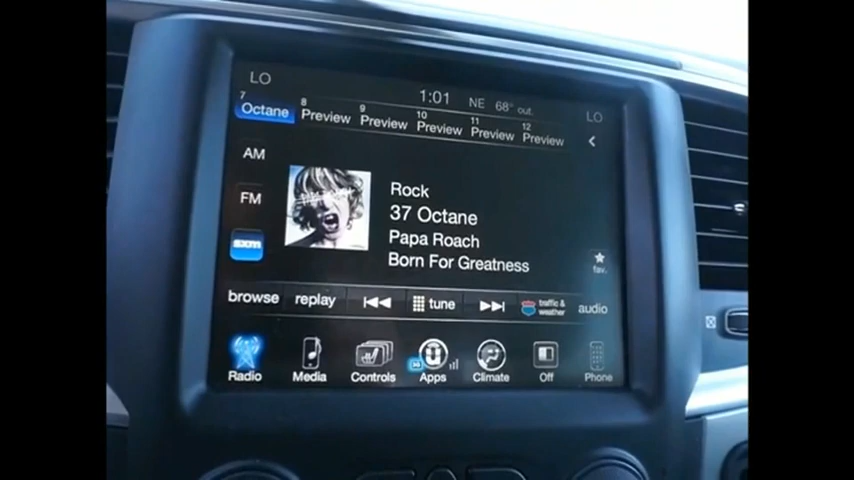 LO
1:01 NE 68° out.
LO
7 Octane
8 Preview
9 Preview
10 Preview
11 Preview
12 Preview
AM
FM
sxm
Rock
37 Octane
Papa Roach
Born For Greatness
fav.
browse
replay
tune
traffic & weather
audio
Radio
Media
Controls
Apps
Climate
Off
Phone